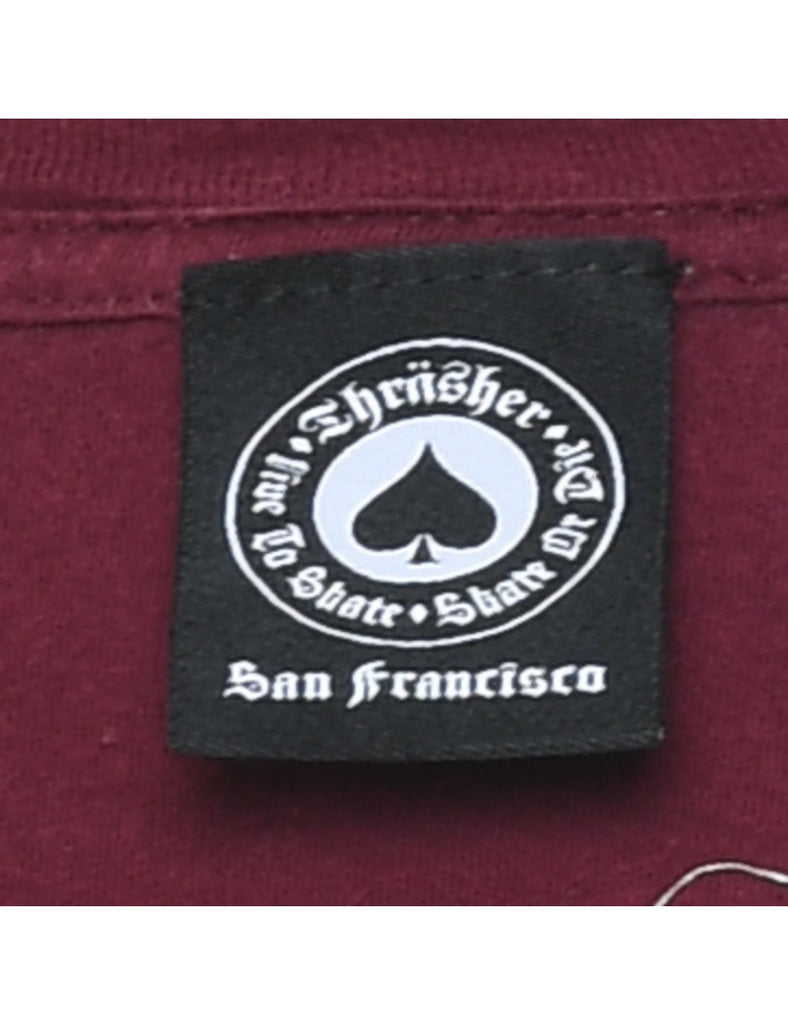 Thräsher
Live To Skate
Skate Or Die
San Francisco